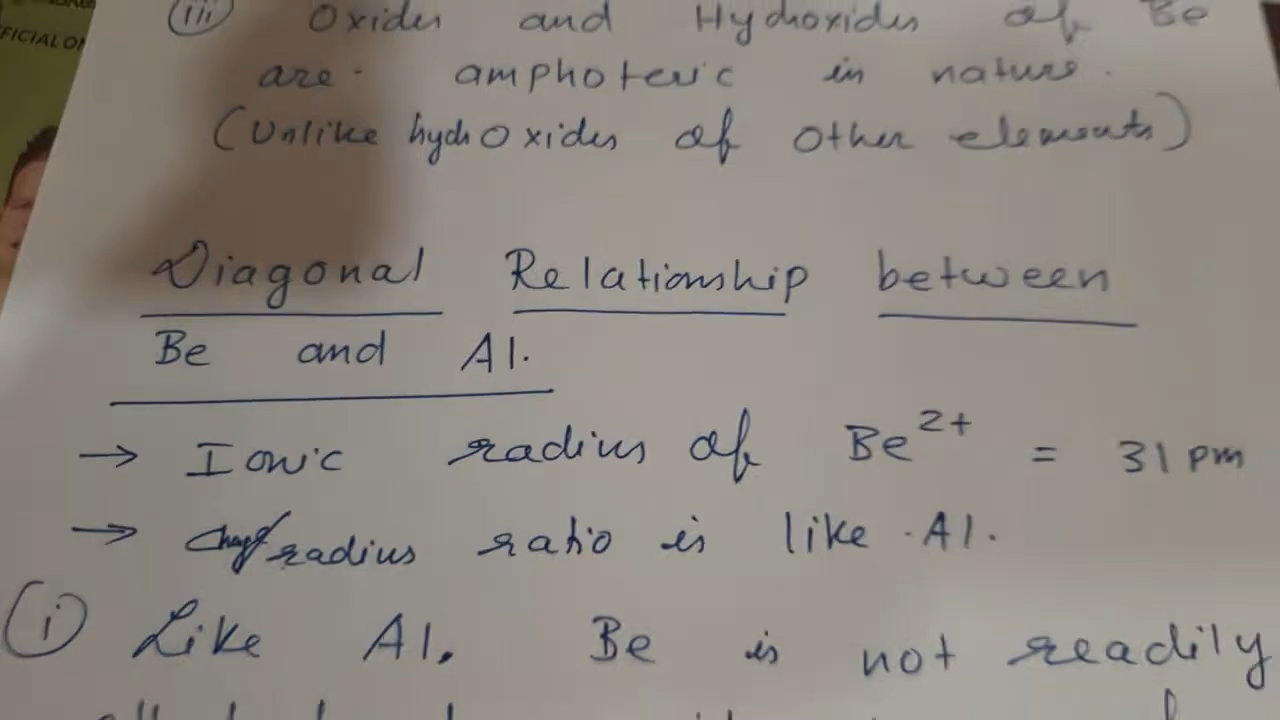 FICIAL
(iii) Oxides and Hydroxides of Be
are amphoteric in nature.
(Unlike hydroxides of other elements)
Diagonal Relationship between
Be and Al.
→ Ionic radius of Be²⁺ = 31 pm
→ Charge/radius ratio is like Al.
(i) Like Al, Be is not readily